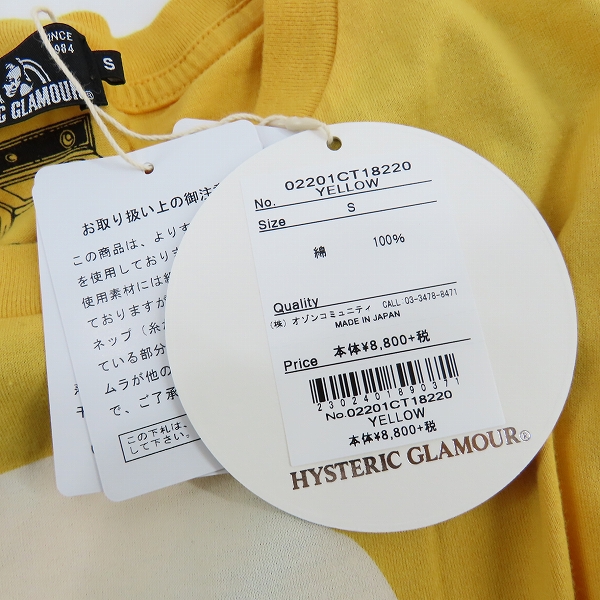 SINCE
1984
S
HYSTERIC GLAMOUR®
お取り扱い上の御注
この商品は、よりす
を使用しておりす
使用素材には
ておりますが
ネップ（糸が
ている部分
ムラが他の
で、ご了承
この下札は、
して下さい。
No. 02201CT18220
YELLOW
Size S
綿 100%
Quality
（株）オゾンコミュニティ CALL:03-3478-8471
MADE IN JAPAN
Price 本体¥8,800+税
2302401890371
No.02201CT18220
YELLOW
本体¥8,800+税
HYSTERIC GLAMOUR®